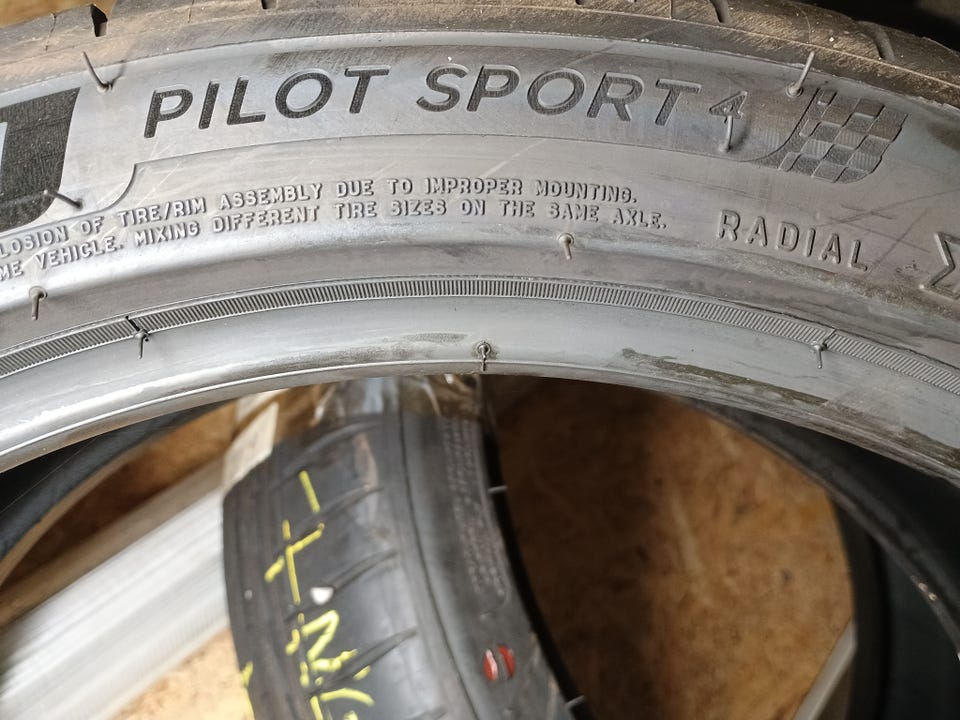 PILOT SPORT 4
LOSION OF TIRE/RIM ASSEMBLY DUE TO IMPROPER MOUNTING.
ME VEHICLE. MIXING DIFFERENT TIRE SIZES ON THE SAME AXLE.
RADIAL